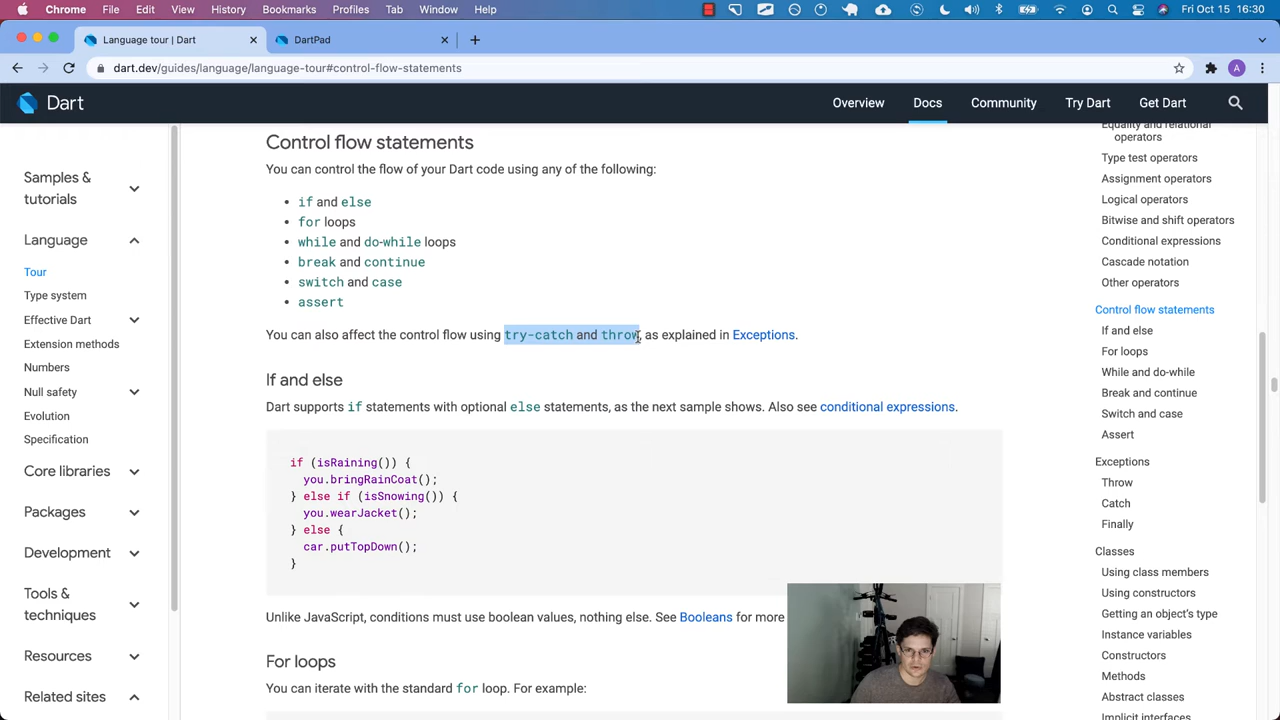 Chrome File Edit View History Bookmarks Profiles Tab Window Help Fri Oct 15 16:30
Language tour | Dart
DartPad
dart.dev/guides/language/language-tour#control-flow-statements
A
Dart
Overview Docs Community Try Dart Get Dart
Samples &
tutorials
Language
Tour
Type system
Effective Dart
Extension methods
Numbers
Null safety
Evolution
Specification
Core libraries
Packages
Development
Tools &
techniques
Resources
Related sites
Control flow statements
You can control the flow of your Dart code using any of the following:
• if and else
• for loops
• while and do-while loops
• break and continue
• switch and case
• assert
You can also affect the control flow using try-catch and throw, as explained in Exceptions.
If and else
Dart supports if statements with optional else statements, as the next sample shows. Also see conditional expressions.
if (isRaining()) {
you.bringRainCoat();
} else if (isSnowing()) {
you.wearJacket();
} else {
car.putTopDown();
}
Unlike JavaScript, conditions must use boolean values, nothing else. See Booleans for more
For loops
You can iterate with the standard for loop. For example:
Equality and relational
operators
Type test operators
Assignment operators
Logical operators
Bitwise and shift operators
Conditional expressions
Cascade notation
Other operators
Control flow statements
If and else
For loops
While and do-while
Break and continue
Switch and case
Assert
Exceptions
Throw
Catch
Finally
Classes
Using class members
Using constructors
Getting an object's type
Instance variables
Constructors
Methods
Abstract classes
Implicit interfaces